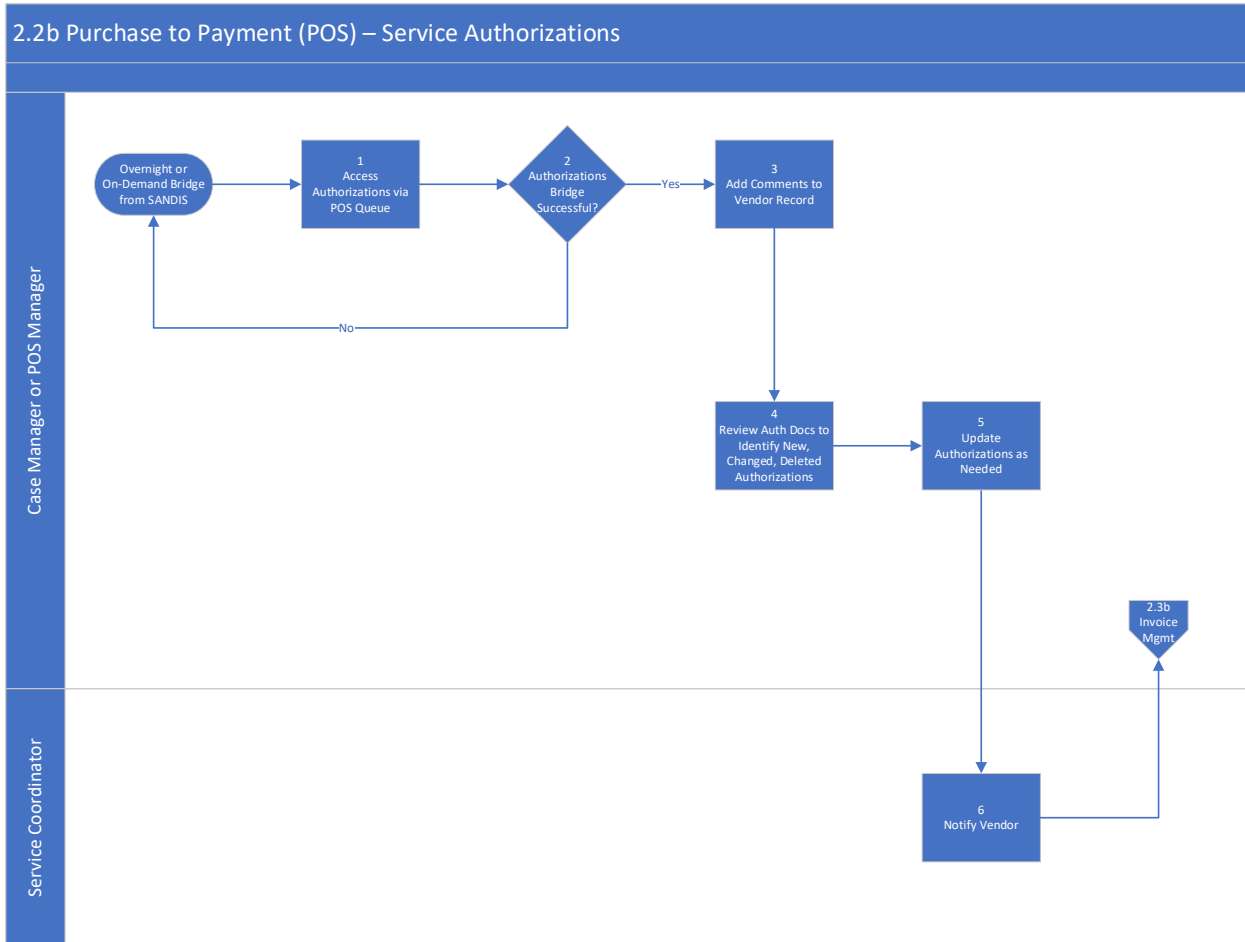 2.2b Purchase to Payment (POS) – Service Authorizations
Case Manager or POS Manager
Overnight or
On-Demand Bridge
from SANDIS
1
Access
Authorizations via
POS Queue
2
Authorizations
Bridge
Successful?
Yes
3
Add Comments to
Vendor Record
No
4
Review Auth Docs to
Identify New,
Changed, Deleted
Authorizations
5
Update
Authorizations as
Needed
2.3b
Invoice
Mgmt
Service Coordinator
6
Notify Vendor